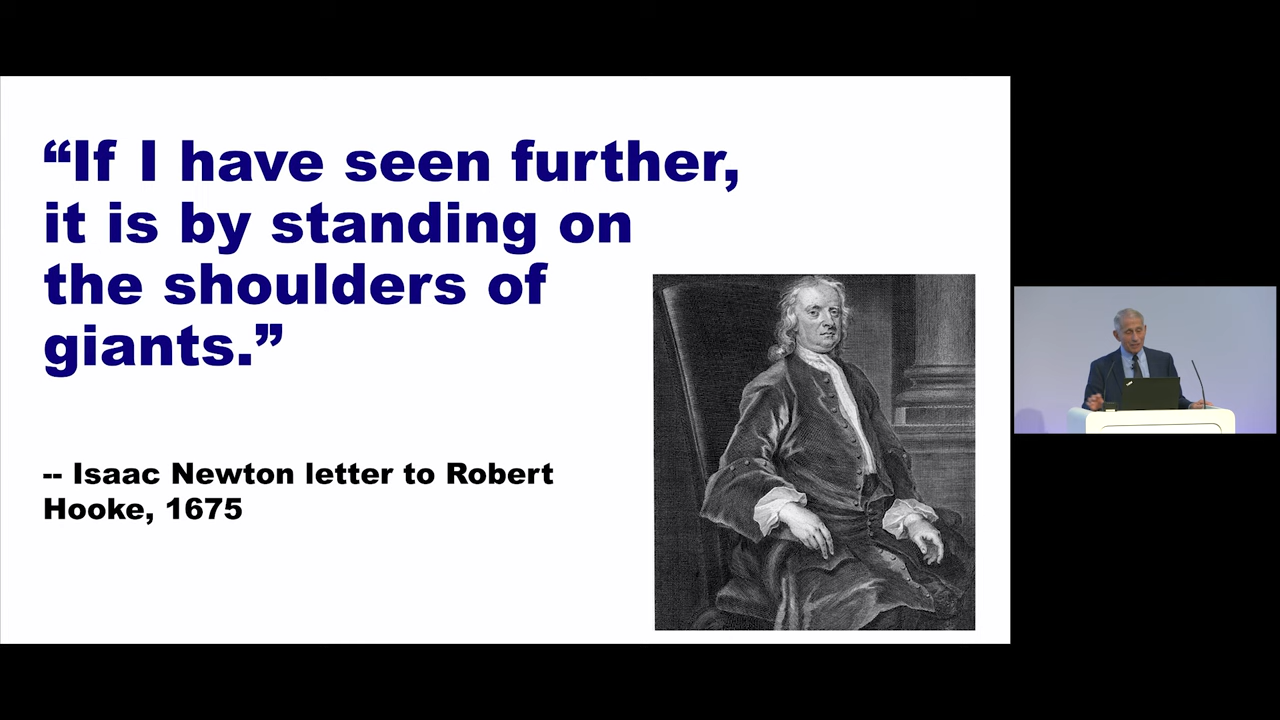 “If I have seen further,
it is by standing on
the shoulders of
giants.”
-- Isaac Newton letter to Robert
Hooke, 1675